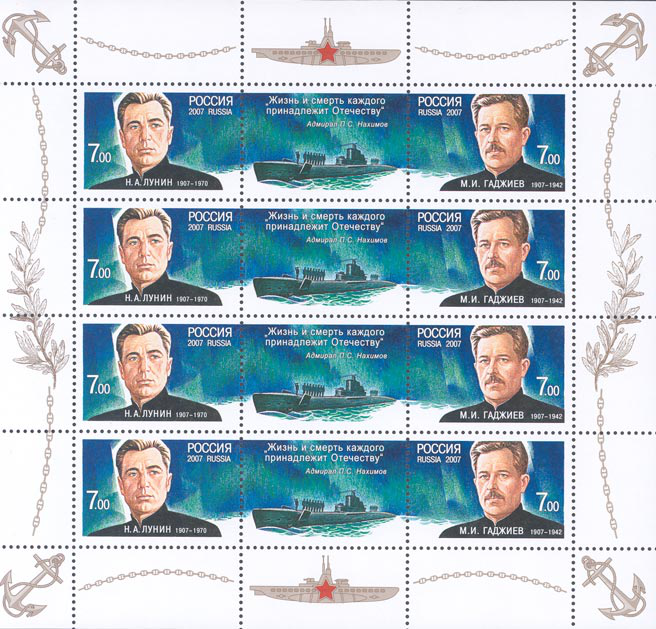 РОССИЯ
2007 RUSSIA
7.00
Н.А. ЛУНИН 1907-1970
„Жизнь и смерть каждого
принадлежит Отечеству"
Адмирал П.С. Нахимов
РОССИЯ
RUSSIA 2007
7.00
М.И. ГАДЖИЕВ 1907-1942
РОССИЯ
2007 RUSSIA
7.00
Н.А. ЛУНИН 1907-1970
„Жизнь и смерть каждого
принадлежит Отечеству"
Адмирал П.С. Нахимов
РОССИЯ
RUSSIA 2007
7.00
М.И. ГАДЖИЕВ 1907-1942
РОССИЯ
2007 RUSSIA
7.00
Н.А. ЛУНИН 1907-1970
„Жизнь и смерть каждого
принадлежит Отечеству"
Адмирал П.С. Нахимов
РОССИЯ
RUSSIA 2007
7.00
М.И. ГАДЖИЕВ 1907-1942
РОССИЯ
2007 RUSSIA
7.00
Н.А. ЛУНИН 1907-1970
„Жизнь и смерть каждого
принадлежит Отечеству"
Адмирал П.С. Нахимов
РОССИЯ
RUSSIA 2007
7.00
М.И. ГАДЖИЕВ 1907-1942